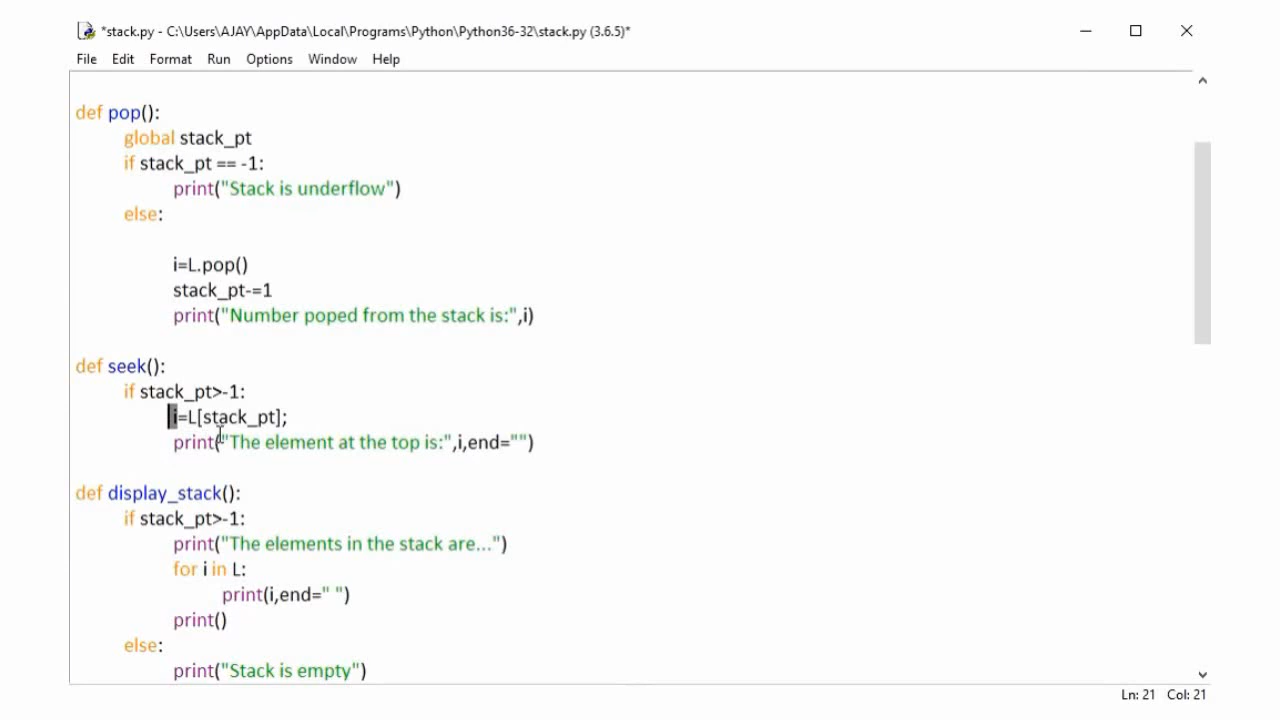 *stack.py - C:\Users\AJAY\AppData\Local\Programs\Python\Python36-32\stack.py (3.6.5)*
File Edit Format Run Options Window Help
def pop():
global stack_pt
if stack_pt == -1:
print("Stack is underflow")
else:
i=L.pop()
stack_pt-=1
print("Number poped from the stack is:",i)
def seek():
if stack_pt>-1:
i=L[stack_pt];
print("The element at the top is:",i,end="")
def display_stack():
if stack_pt>-1:
print("The elements in the stack are...")
for i in L:
print(i,end=" ")
print()
else:
print("Stack is empty")
Ln: 21 Col: 21